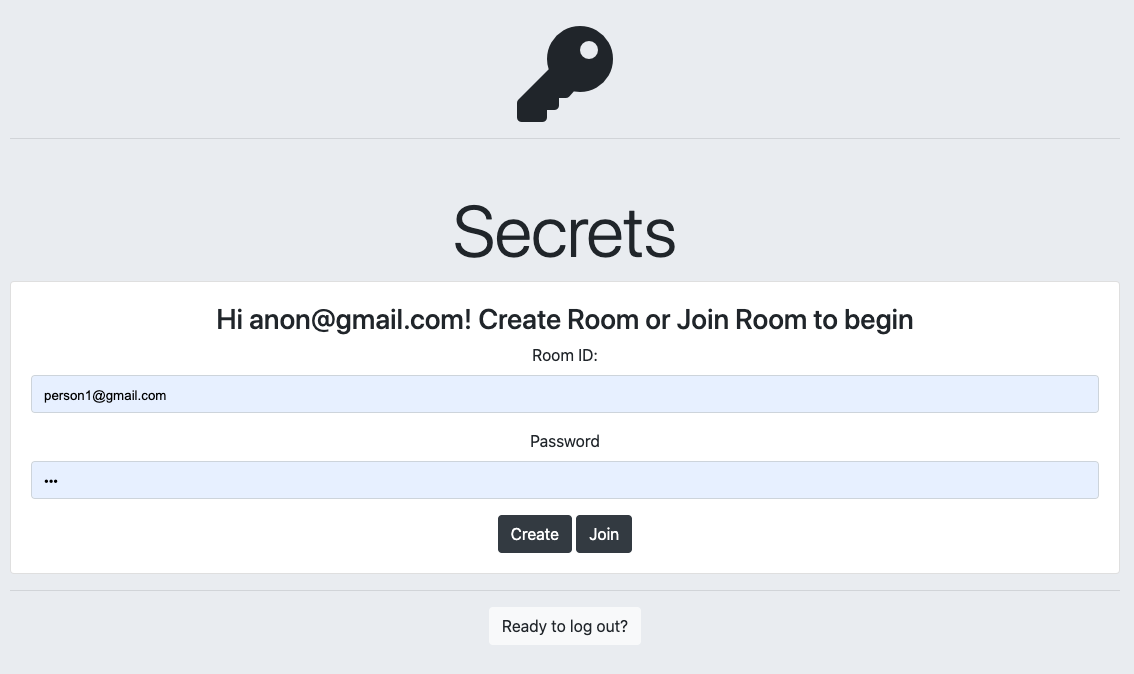 Secrets
Hi anon@gmail.com! Create Room or Join Room to begin
Room ID:
person1@gmail.com
Password
•••
Create Join
Ready to log out?